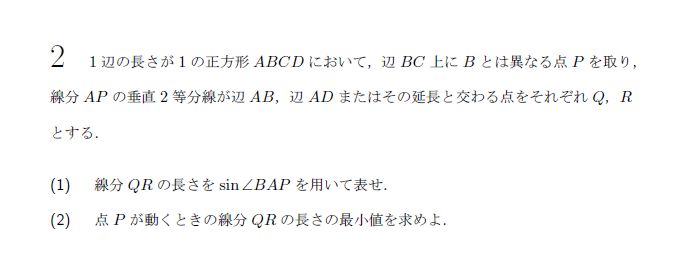 2 1辺の長さが1の正方形 ABCD において，辺 BC 上に B とは異なる点 P を取り，
線分 AP の垂直2等分線が辺 AB，辺 AD またはその延長と交わる点をそれぞれ Q，R
とする．
(1) 線分 QR の長さを sin∠BAP を用いて表せ．
(2) 点 P が動くときの線分 QR の長さの最小値を求めよ．